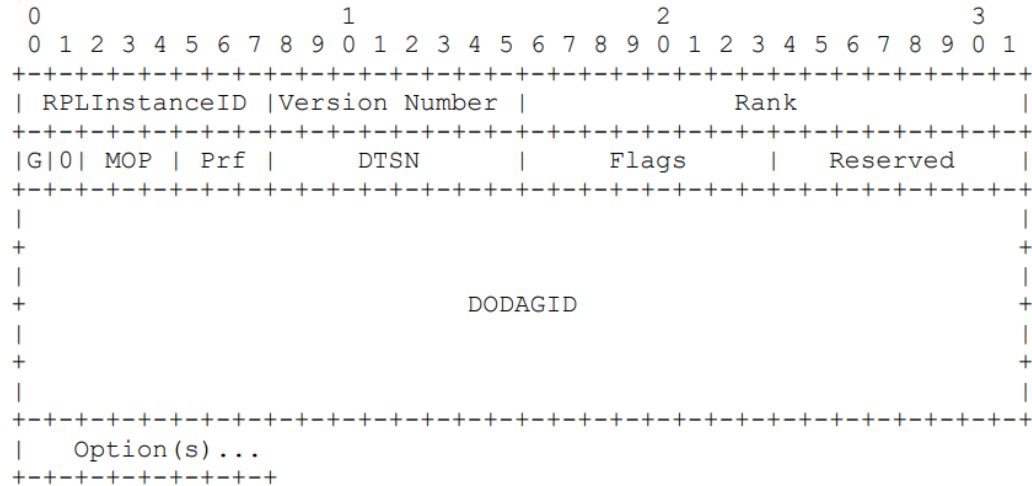 0                   1                   2                   3
 0 1 2 3 4 5 6 7 8 9 0 1 2 3 4 5 6 7 8 9 0 1 2 3 4 5 6 7 8 9 0 1
+-+-+-+-+-+-+-+-+-+-+-+-+-+-+-+-+-+-+-+-+-+-+-+-+-+-+-+-+-+-+-+-+
| RPLInstanceID |Version Number |             Rank              |
+-+-+-+-+-+-+-+-+-+-+-+-+-+-+-+-+-+-+-+-+-+-+-+-+-+-+-+-+-+-+-+-+
|G|0| MOP | Prf |     DTSN      |     Flags     |   Reserved    |
+-+-+-+-+-+-+-+-+-+-+-+-+-+-+-+-+-+-+-+-+-+-+-+-+-+-+-+-+-+-+-+-+
|                                                               |
+                                                               +
|                                                               |
+                            DODAGID                            +
|                                                               |
+                                                               +
|                                                               |
+-+-+-+-+-+-+-+-+-+-+-+-+-+-+-+-+-+-+-+-+-+-+-+-+-+-+-+-+-+-+-+-+
|   Option(s)...
+-+-+-+-+-+-+-+-+